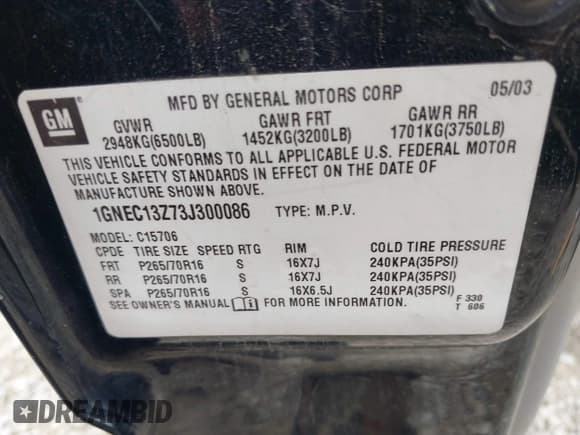 GM
®
MFD BY GENERAL MOTORS CORP 05/03
GVWR GAWR FRT GAWR RR
2948KG(6500LB) 1452KG(3200LB) 1701KG(3750LB)
THIS VEHICLE CONFORMS TO ALL APPLICABLE U.S. FEDERAL MOTOR
VEHICLE SAFETY STANDARDS IN EFFECT ON THE DATE OF
MANUFACTURE SHOWN ABOVE.
1GNEC13Z73J300086 TYPE: M.P.V.
MODEL: C15706
CPDE TIRE SIZE SPEED RTG RIM COLD TIRE PRESSURE
FRT P265/70R16 S 16X7J 240KPA(35PSI)
RR P265/70R16 S 16X7J 240KPA(35PSI)
SPA P265/70R16 S 16X6.5J 240KPA(35PSI)
SEE OWNER'S MANUAL FOR MORE INFORMATION.
F 330
T 606
DREAMBID